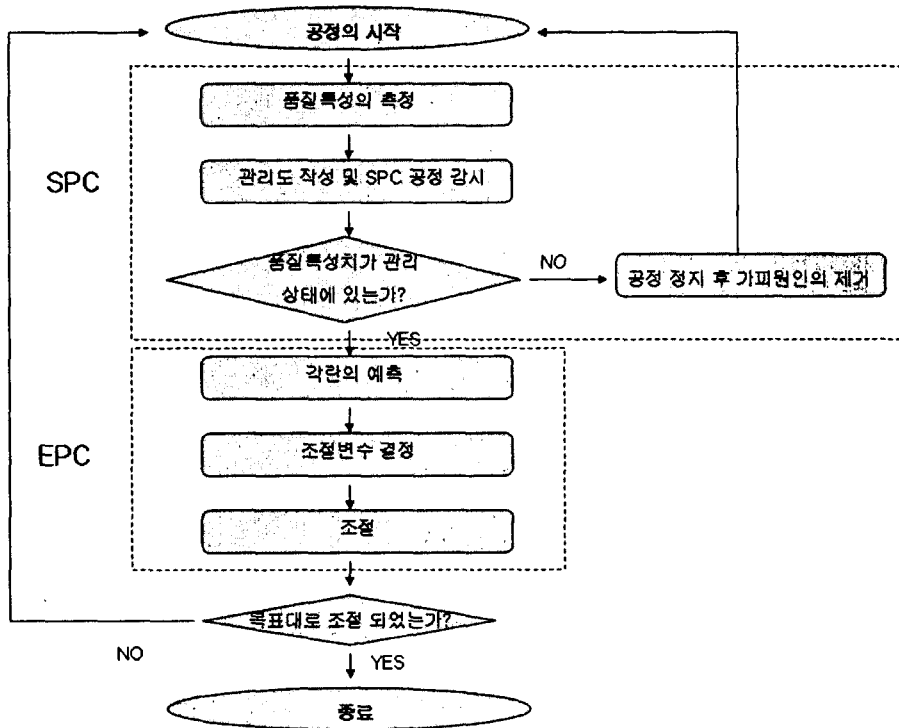 공정의 시작
품질특성의 측정
SPC
관리도 작성 및 SPC 공정 감시
품질특성치가 관리
상태에 있는가?
NO
공정 정지 후 가피원인의 제거
YES
각란의 예측
EPC
조절변수 결정
조절
목표대로 조절 되었는가?
NO
YES
종료